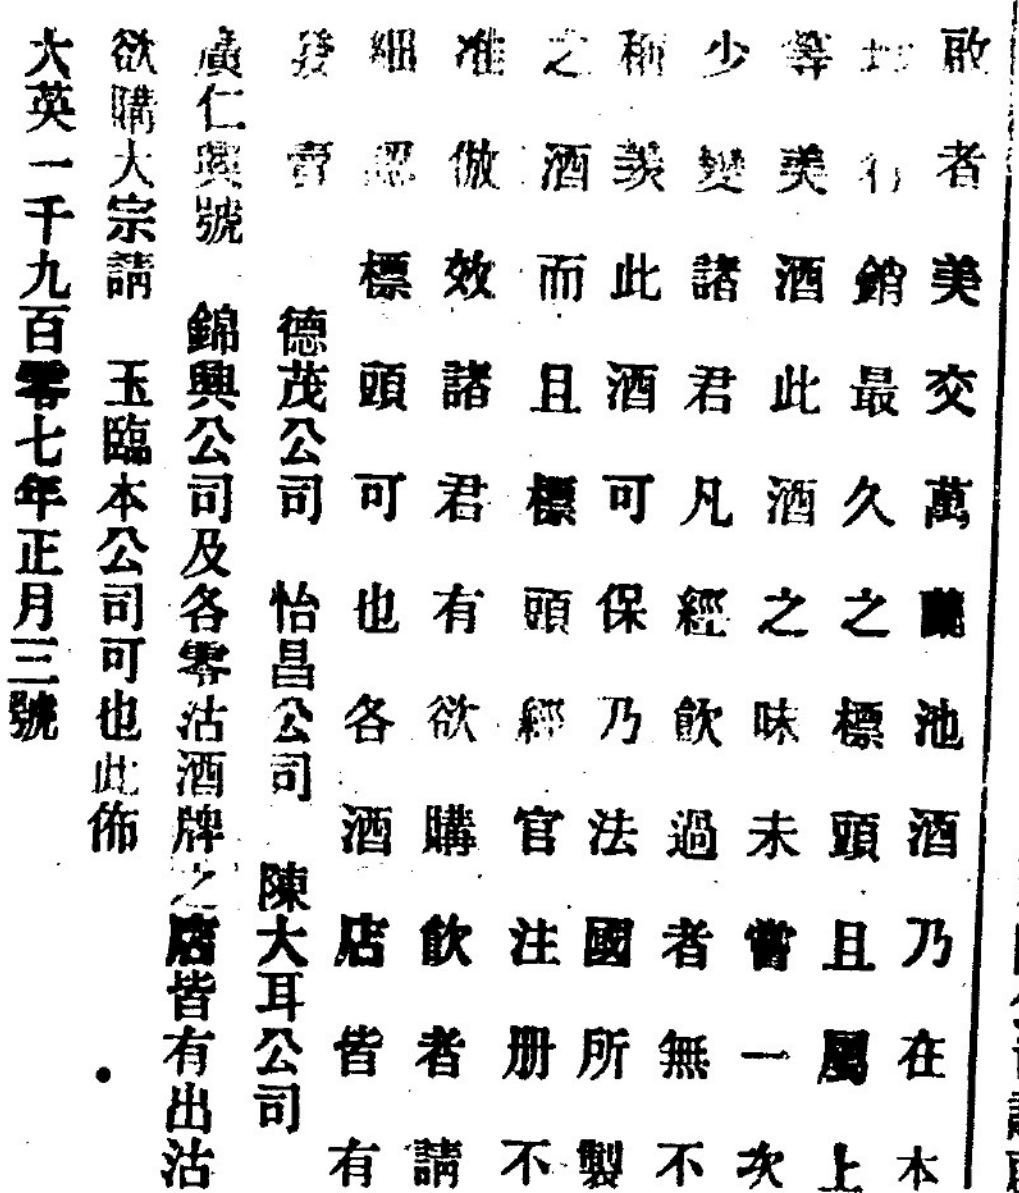 啟者美交萬蘭池酒乃在本
行銷最久之標頭且屬上
等美酒此酒之味未嘗一次
少變諸君凡經飲過者無不
稱羨此酒可保乃法國所製
之酒而且標頭經官注册不
准倣效諸君有欲購飲者請
細認標頭可也各酒店皆有
發賣 德茂公司 怡昌公司 陳大耳公司
廣仁興號 錦興公司及各零沽酒牌之店皆有出沽
欲購大宗請 玉臨本公司可也此佈
大英一千九百零七年正月三號